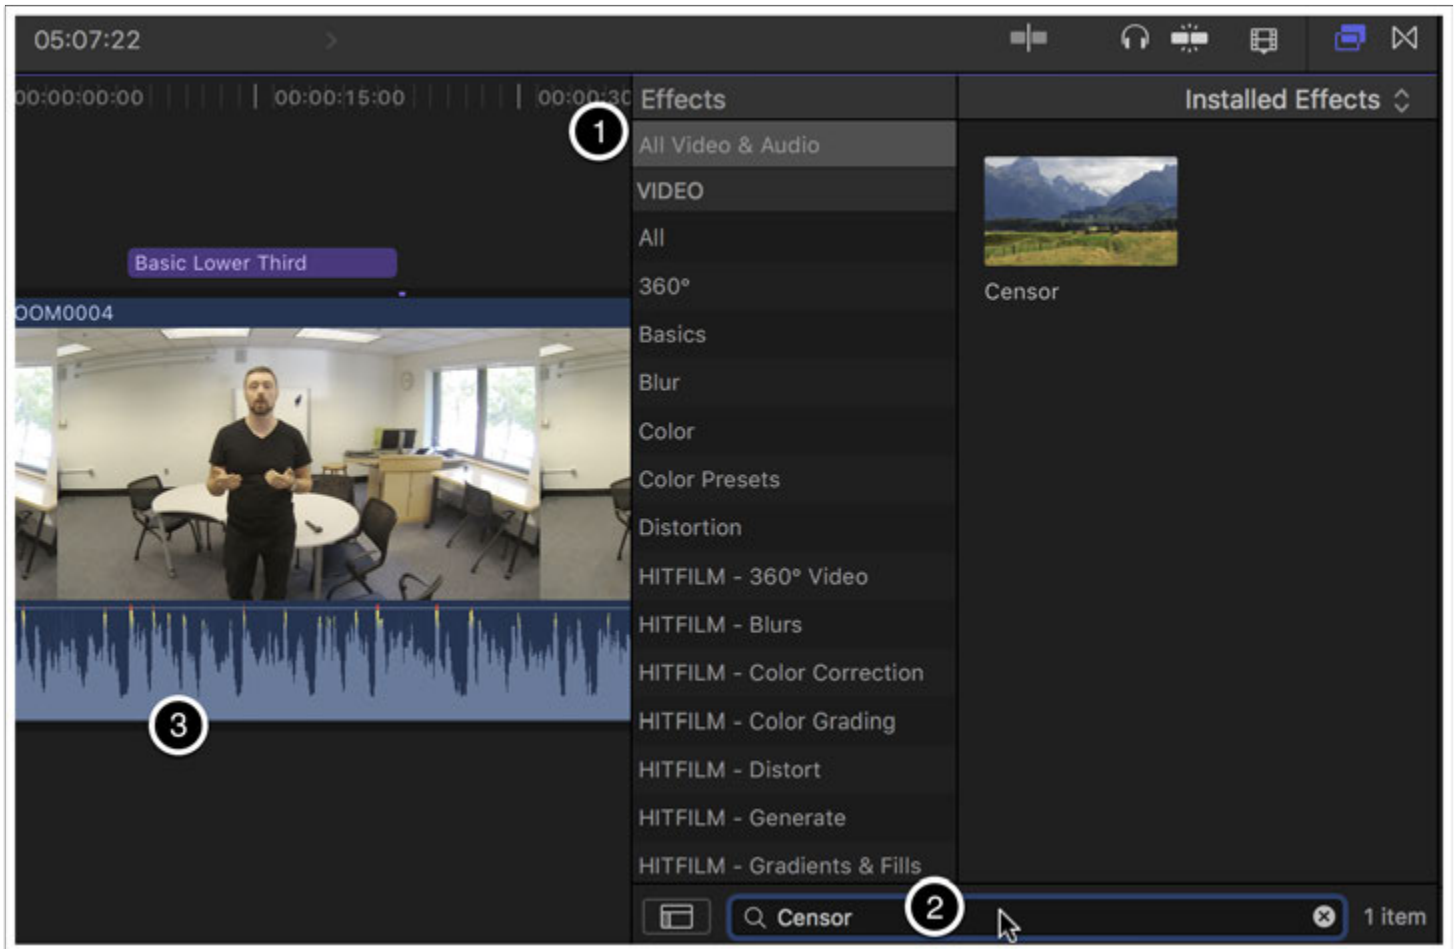 05:07:22
00:00:00:00
00:00:15:00
00:00:30
Effects
Installed Effects
1
All Video & Audio
VIDEO
All
360°
Basics
Blur
Color
Color Presets
Distortion
HITFILM - 360° Video
HITFILM - Blurs
HITFILM - Color Correction
HITFILM - Color Grading
HITFILM - Distort
HITFILM - Generate
HITFILM - Gradients & Fills
Censor
Basic Lower Third
OOM0004
3
Censor
2
1 item